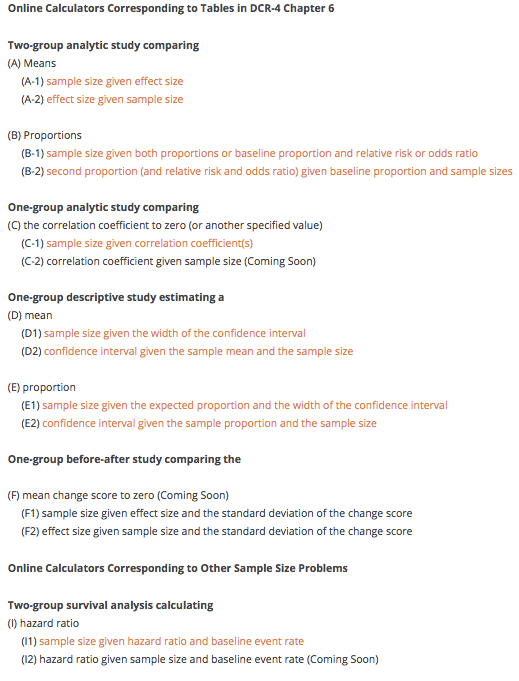 Online Calculators Corresponding to Tables in DCR-4 Chapter 6
Two-group analytic study comparing
(A) Means
(A-1) sample size given effect size
(A-2) effect size given sample size
(B) Proportions
(B-1) sample size given both proportions or baseline proportion and relative risk or odds ratio
(B-2) second proportion (and relative risk and odds ratio) given baseline proportion and sample sizes
One-group analytic study comparing
(C) the correlation coefficient to zero (or another specified value)
(C-1) sample size given correlation coefficient(s)
(C-2) correlation coefficient given sample size (Coming Soon)
One-group descriptive study estimating a
(D) mean
(D1) sample size given the width of the confidence interval
(D2) confidence interval given the sample mean and the sample size
(E) proportion
(E1) sample size given the expected proportion and the width of the confidence interval
(E2) confidence interval given the sample proportion and the sample size
One-group before-after study comparing the
(F) mean change score to zero (Coming Soon)
(F1) sample size given effect size and the standard deviation of the change score
(F2) effect size given sample size and the standard deviation of the change score
Online Calculators Corresponding to Other Sample Size Problems
Two-group survival analysis calculating
(I) hazard ratio
(I1) sample size given hazard ratio and baseline event rate
(I2) hazard ratio given sample size and baseline event rate (Coming Soon)